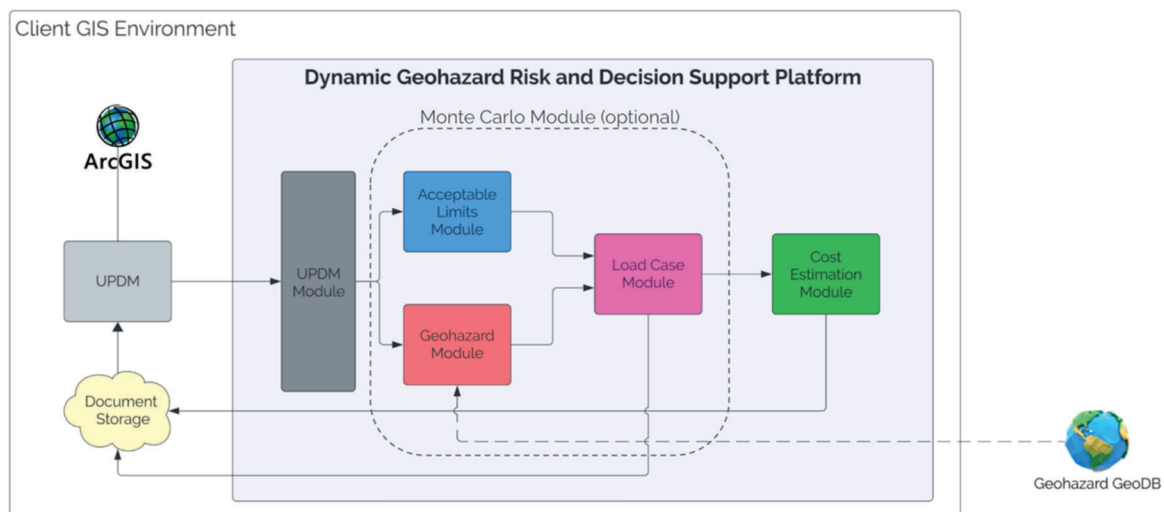 Client GIS Environment
Dynamic Geohazard Risk and Decision Support Platform
Monte Carlo Module (optional)
ArcGIS
UPDM
UPDM
Module
Acceptable
Limits
Module
Geohazard
Module
Load Case
Module
Cost
Estimation
Module
Document
Storage
Geohazard GeoDB